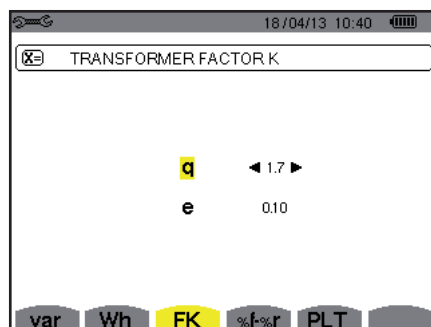 18/04/13 10:40
X= TRANSFORMER FACTOR K
q ◀ 1.7 ▶
e 0.10
var Wh FK %f-%r PLT